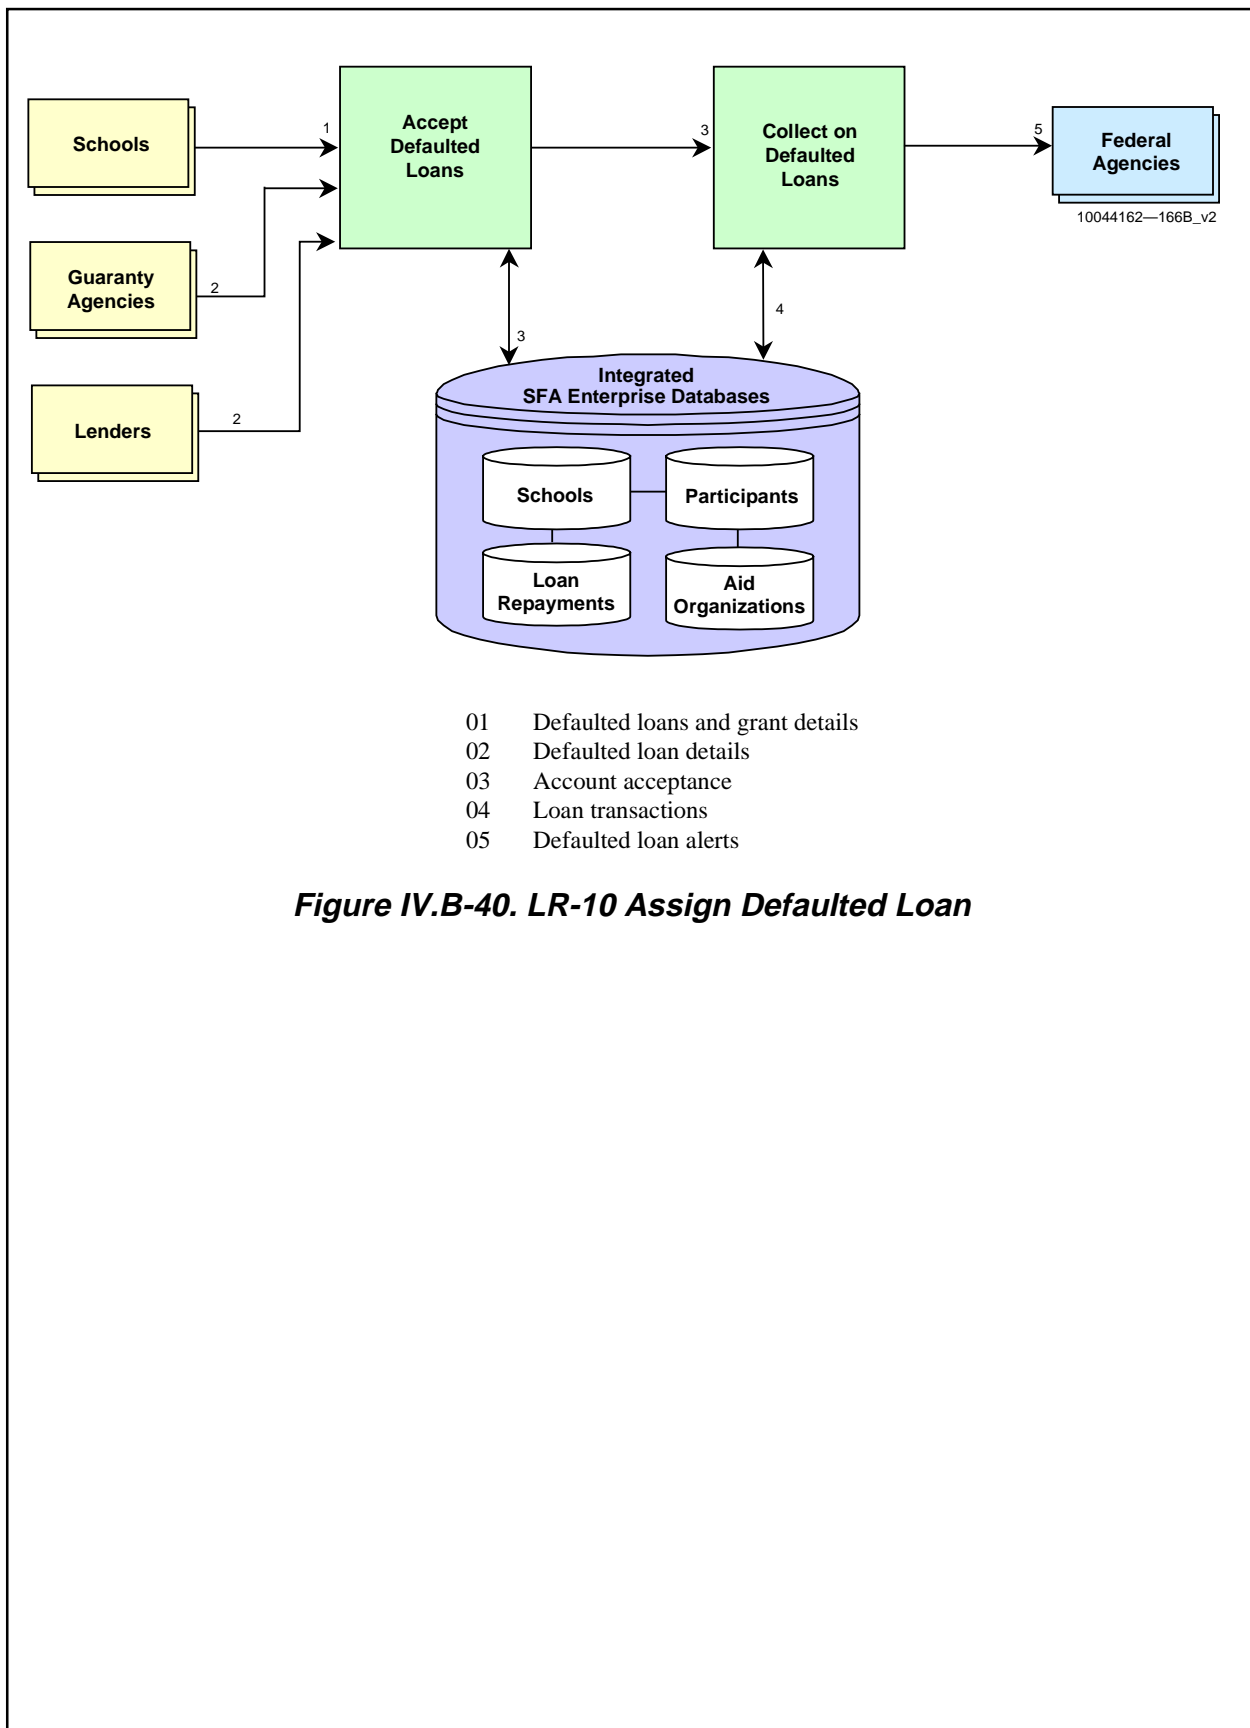 Schools
1
Accept
Defaulted
Loans
3
Collect on
Defaulted
Loans
5
Federal
Agencies
10044162—166B_v2
Guaranty
Agencies
2
3
4
Lenders
2
Integrated
SFA Enterprise Databases
Schools
Participants
Loan
Repayments
Aid
Organizations
01 Defaulted loans and grant details
02 Defaulted loan details
03 Account acceptance
04 Loan transactions
05 Defaulted loan alerts
Figure IV.B-40. LR-10 Assign Defaulted Loan